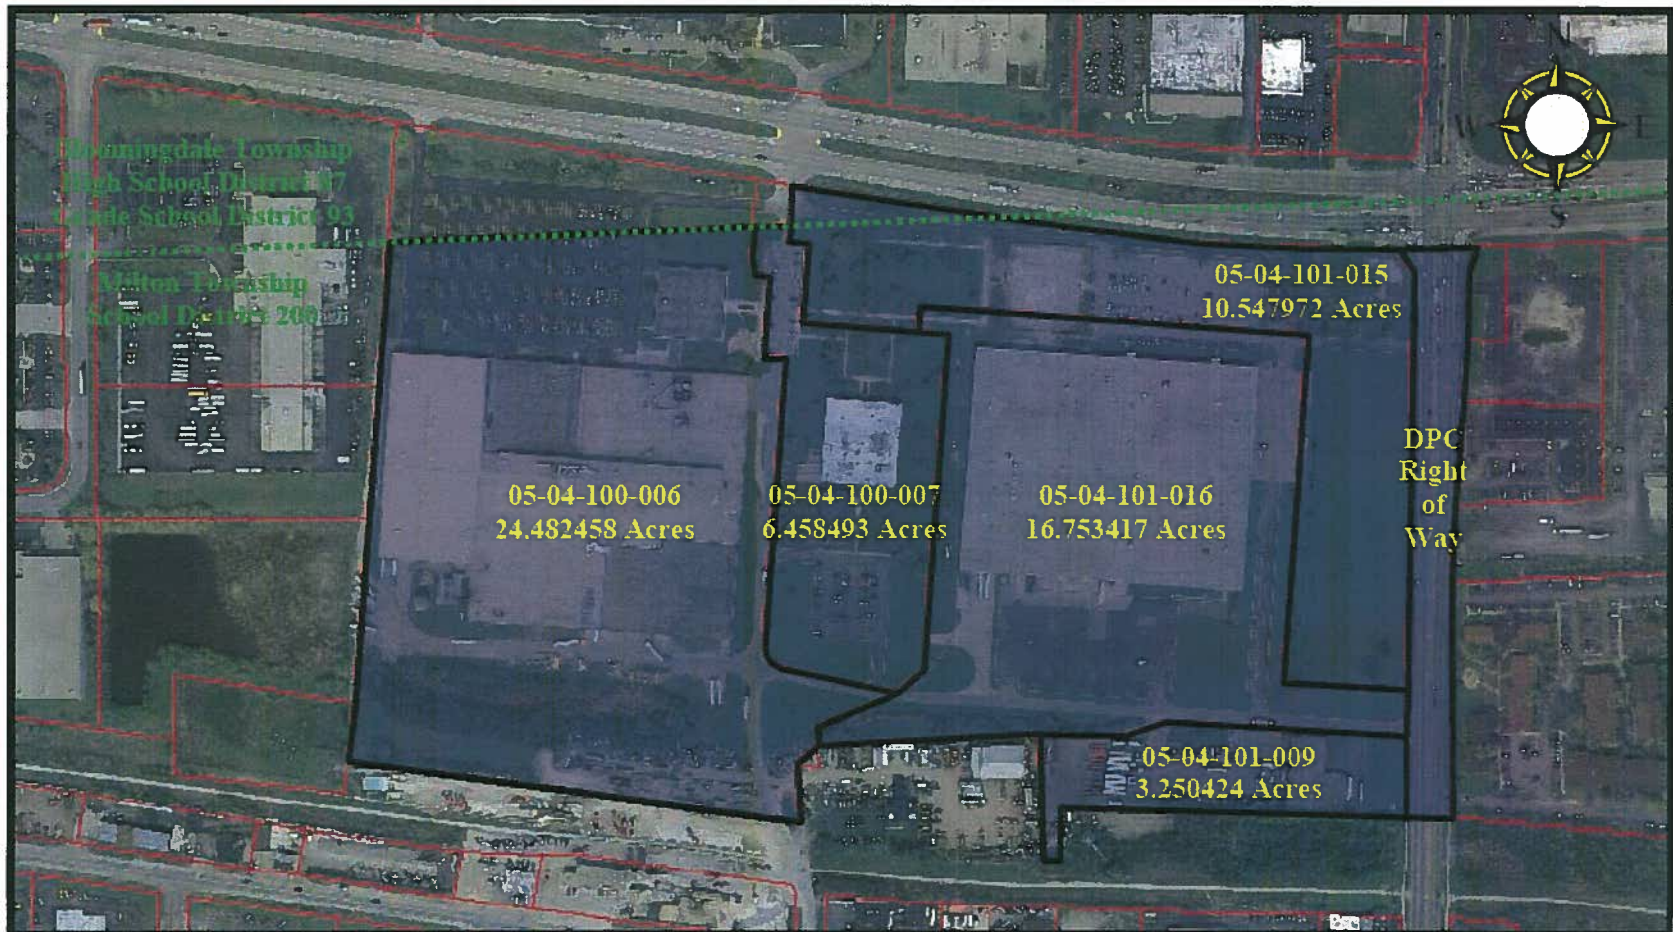 N
W
E
S
Bloomingdale Township
High School District 87
Grade School District 93
Milton Township
School District 200
05-04-101-015
10.547972 Acres
DPC
Right
of
Way
05-04-100-006
24.482458 Acres
05-04-100-007
6.458493 Acres
05-04-101-016
16.753417 Acres
05-04-101-009
3.250424 Acres